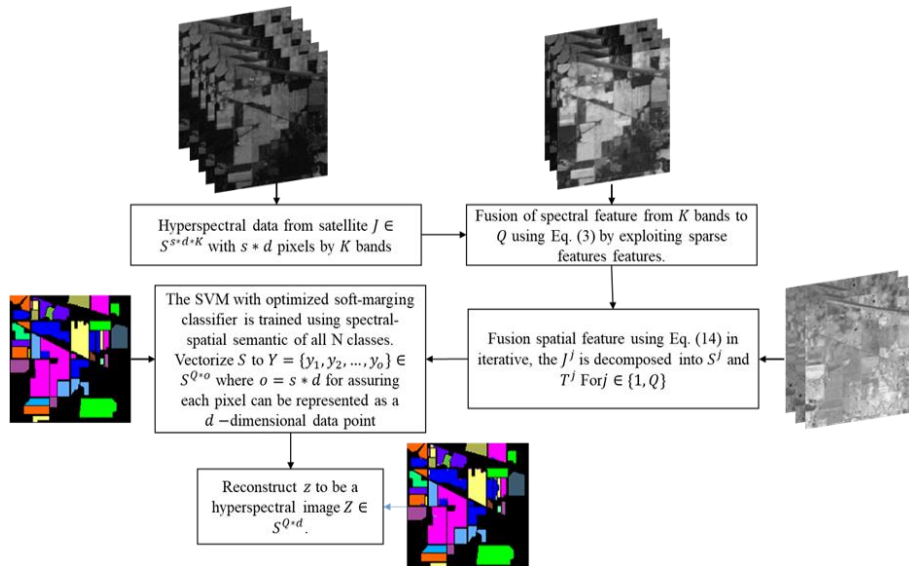 Hyperspectral data from satellite J ∈
S^{s∗d∗K} with s ∗ d pixels by K bands
Fusion of spectral feature from K bands to
Q using Eq. (3) by exploiting sparse
features features.
The SVM with optimized soft-marging
classifier is trained using spectral-
spatial semantic of all N classes.
Vectorize S to Y = {y₁, y₂, …, yₒ} ∈
S^{Q∗o} where o = s ∗ d for assuring
each pixel can be represented as a
d −dimensional data point
Fusion spatial feature using Eq. (14) in
iterative, the J^j is decomposed into S^j and
T^j Forj ∈ {1, Q}
Reconstruct z to be a
hyperspectral image Z ∈
S^{Q∗d}.